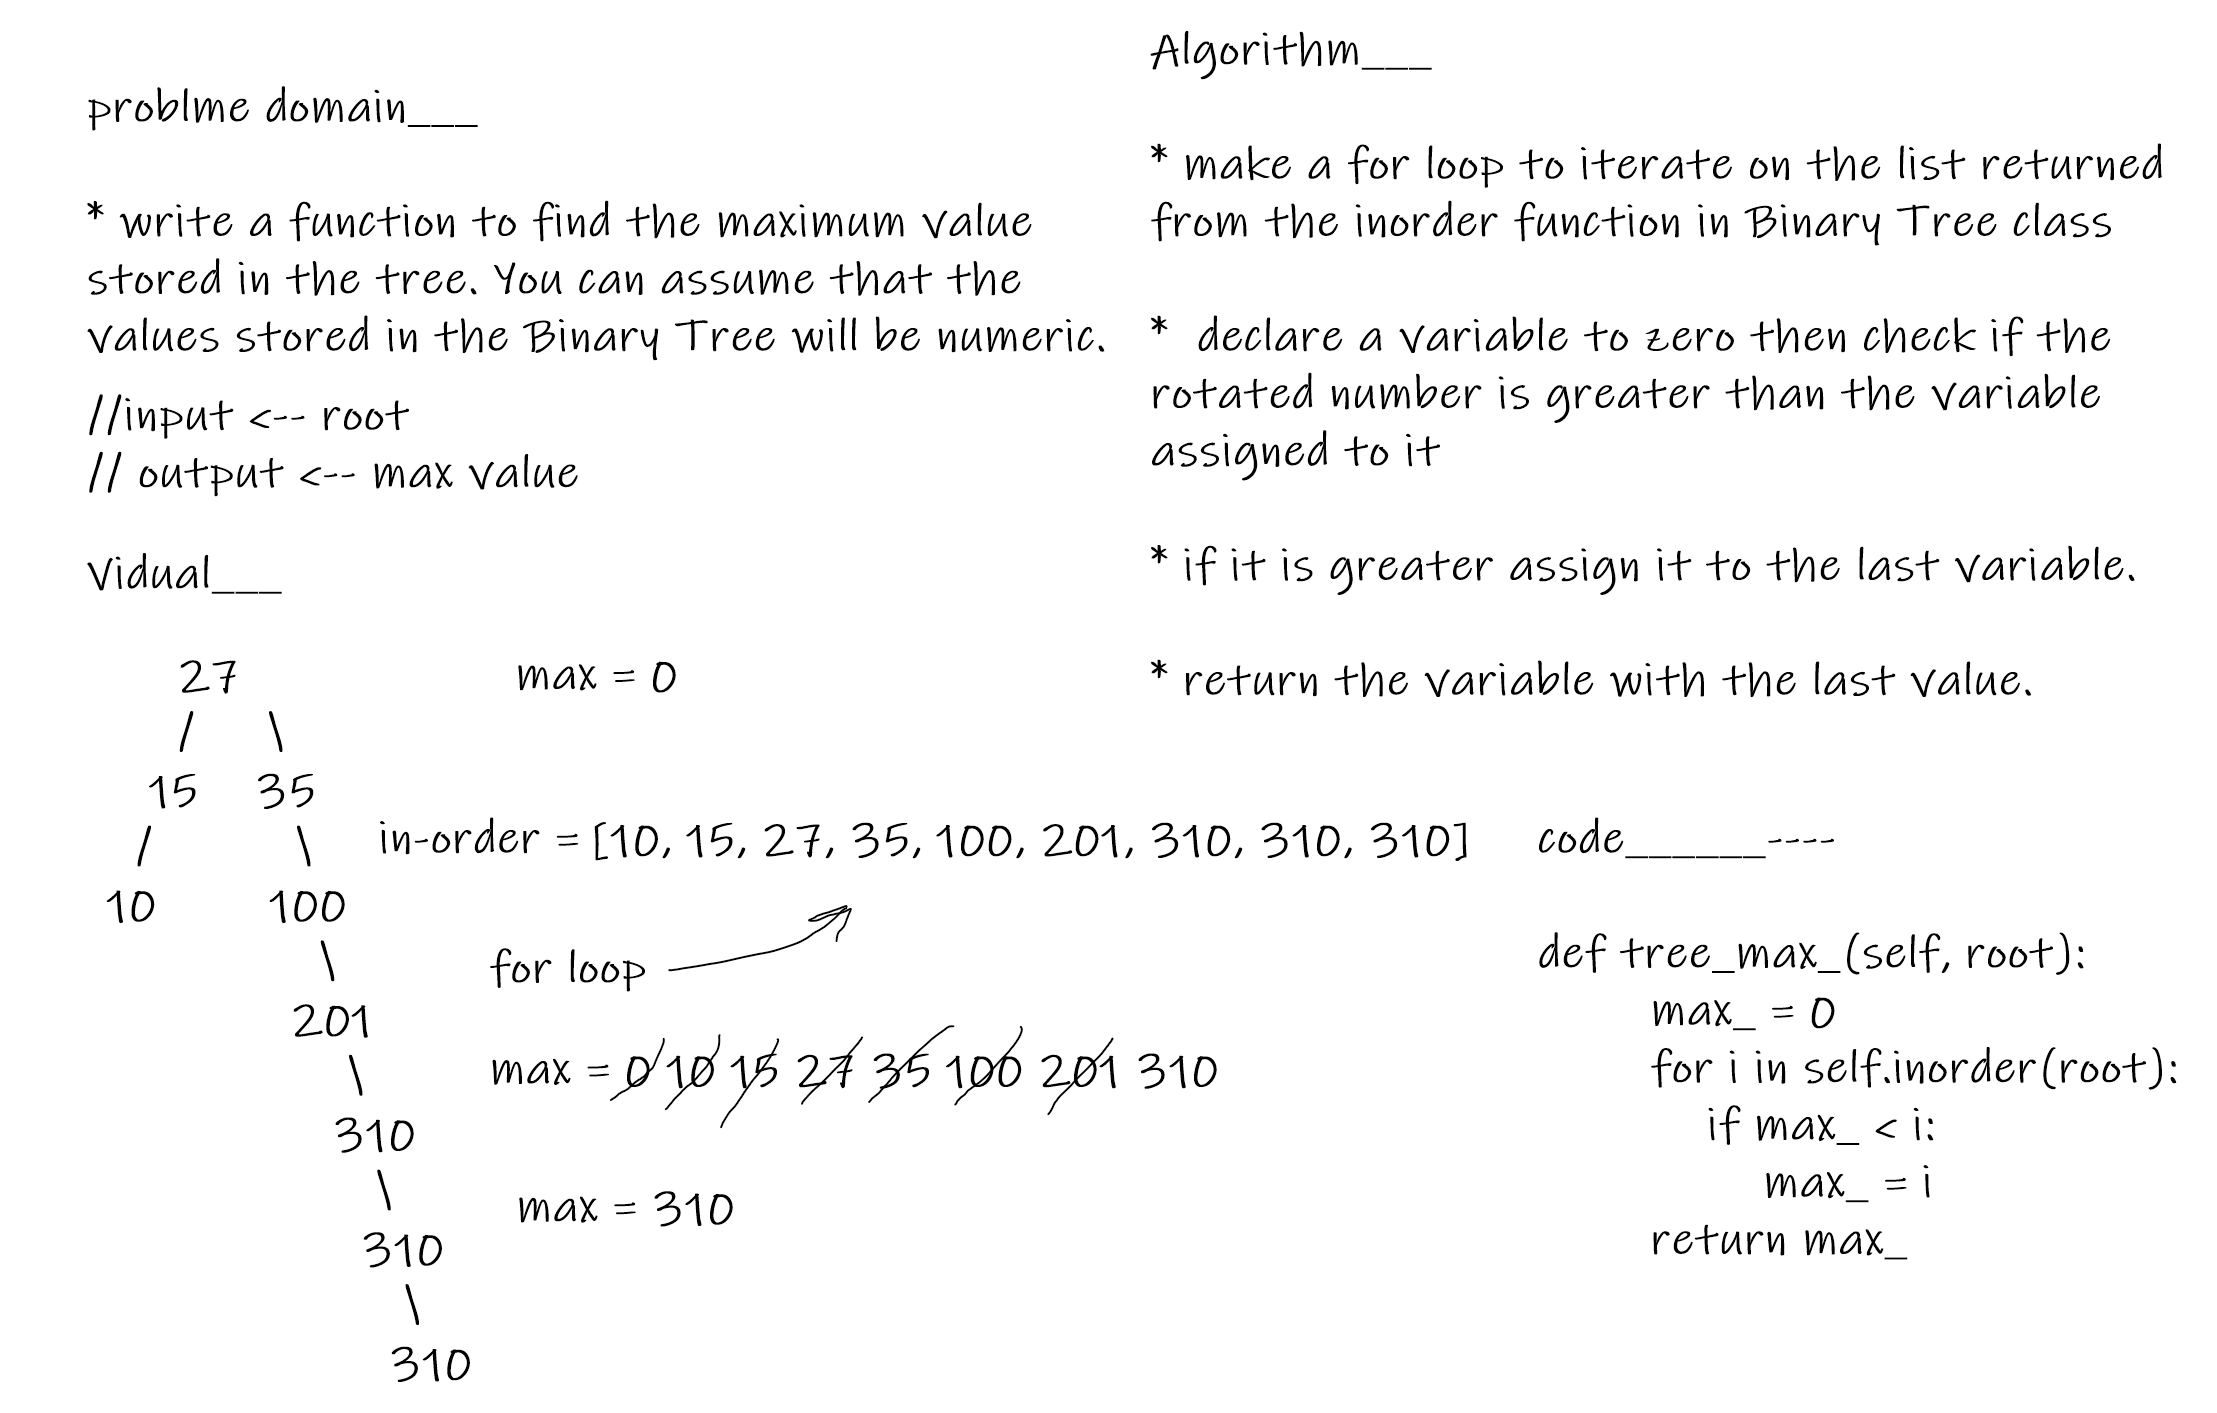 problme domain___
* write a function to find the maximum value
stored in the tree. You can assume that the
values stored in the Binary Tree will be numeric.
//input <-- root
// output <-- max value
Vidual___
27
/ \
15 35
/ \
10 100
\
201
\
310
\
310
\
310
max = 0
in-order = [10, 15, 27, 35, 100, 201, 310, 310, 310]
for loop
max = 0 10 15 27 35 100 201 310
max = 310
Algorithm___
* make a for loop to iterate on the list returned
from the inorder function in Binary Tree class
* declare a variable to zero then check if the
rotated number is greater than the variable
assigned to it
* if it is greater assign it to the last variable.
* return the variable with the last value.
code______----
def tree_max_(self, root):
max_ = 0
for i in self.inorder(root):
if max_ < i:
max_ = i
return max_